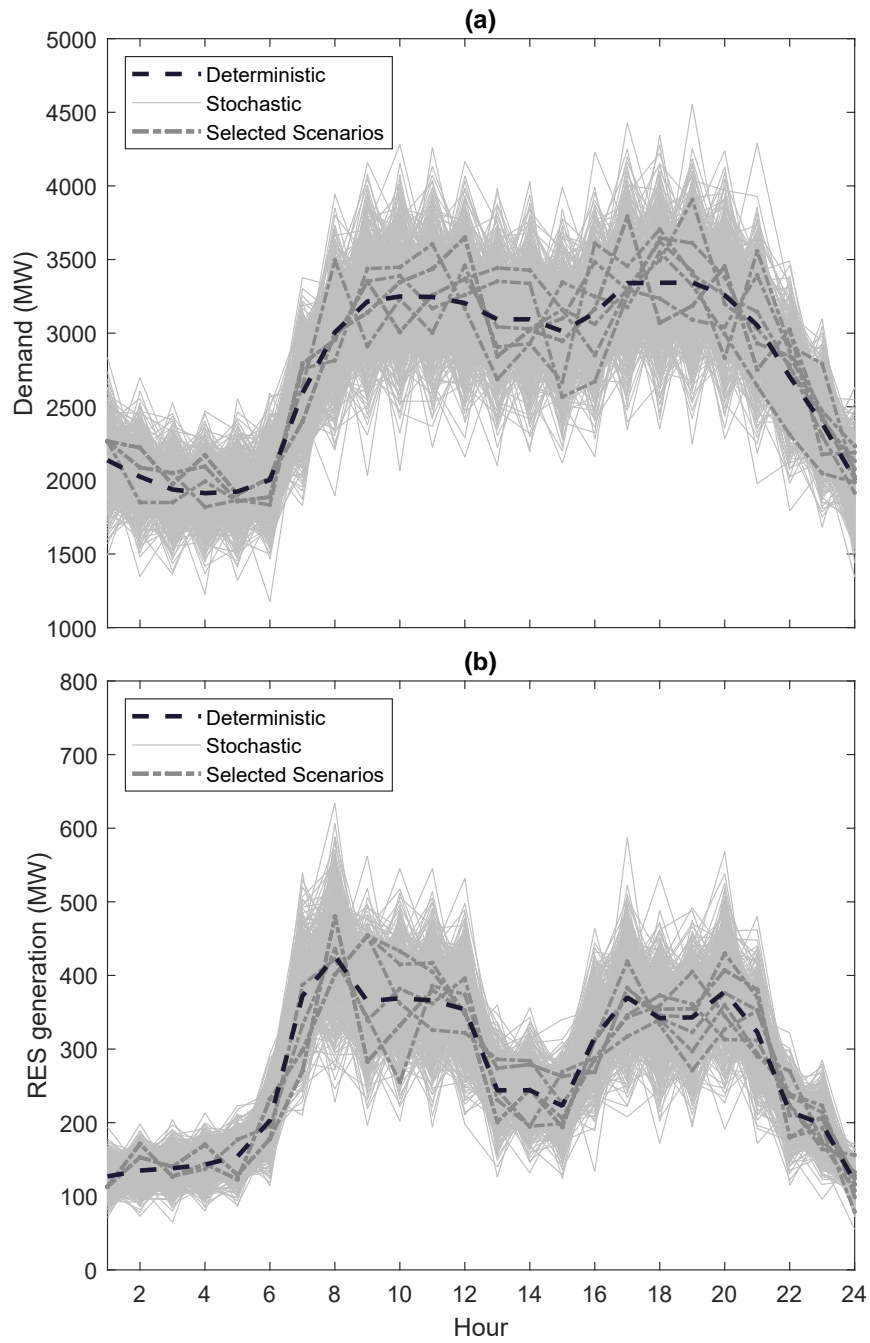 (a)
5000
4500
4000
3500
3000
2500
2000
1500
1000
Demand (MW)
Deterministic
Stochastic
Selected Scenarios
(b)
800
700
600
500
400
300
200
100
0
RES generation (MW)
Deterministic
Stochastic
Selected Scenarios
2 4 6 8 10 12 14 16 18 20 22 24
Hour